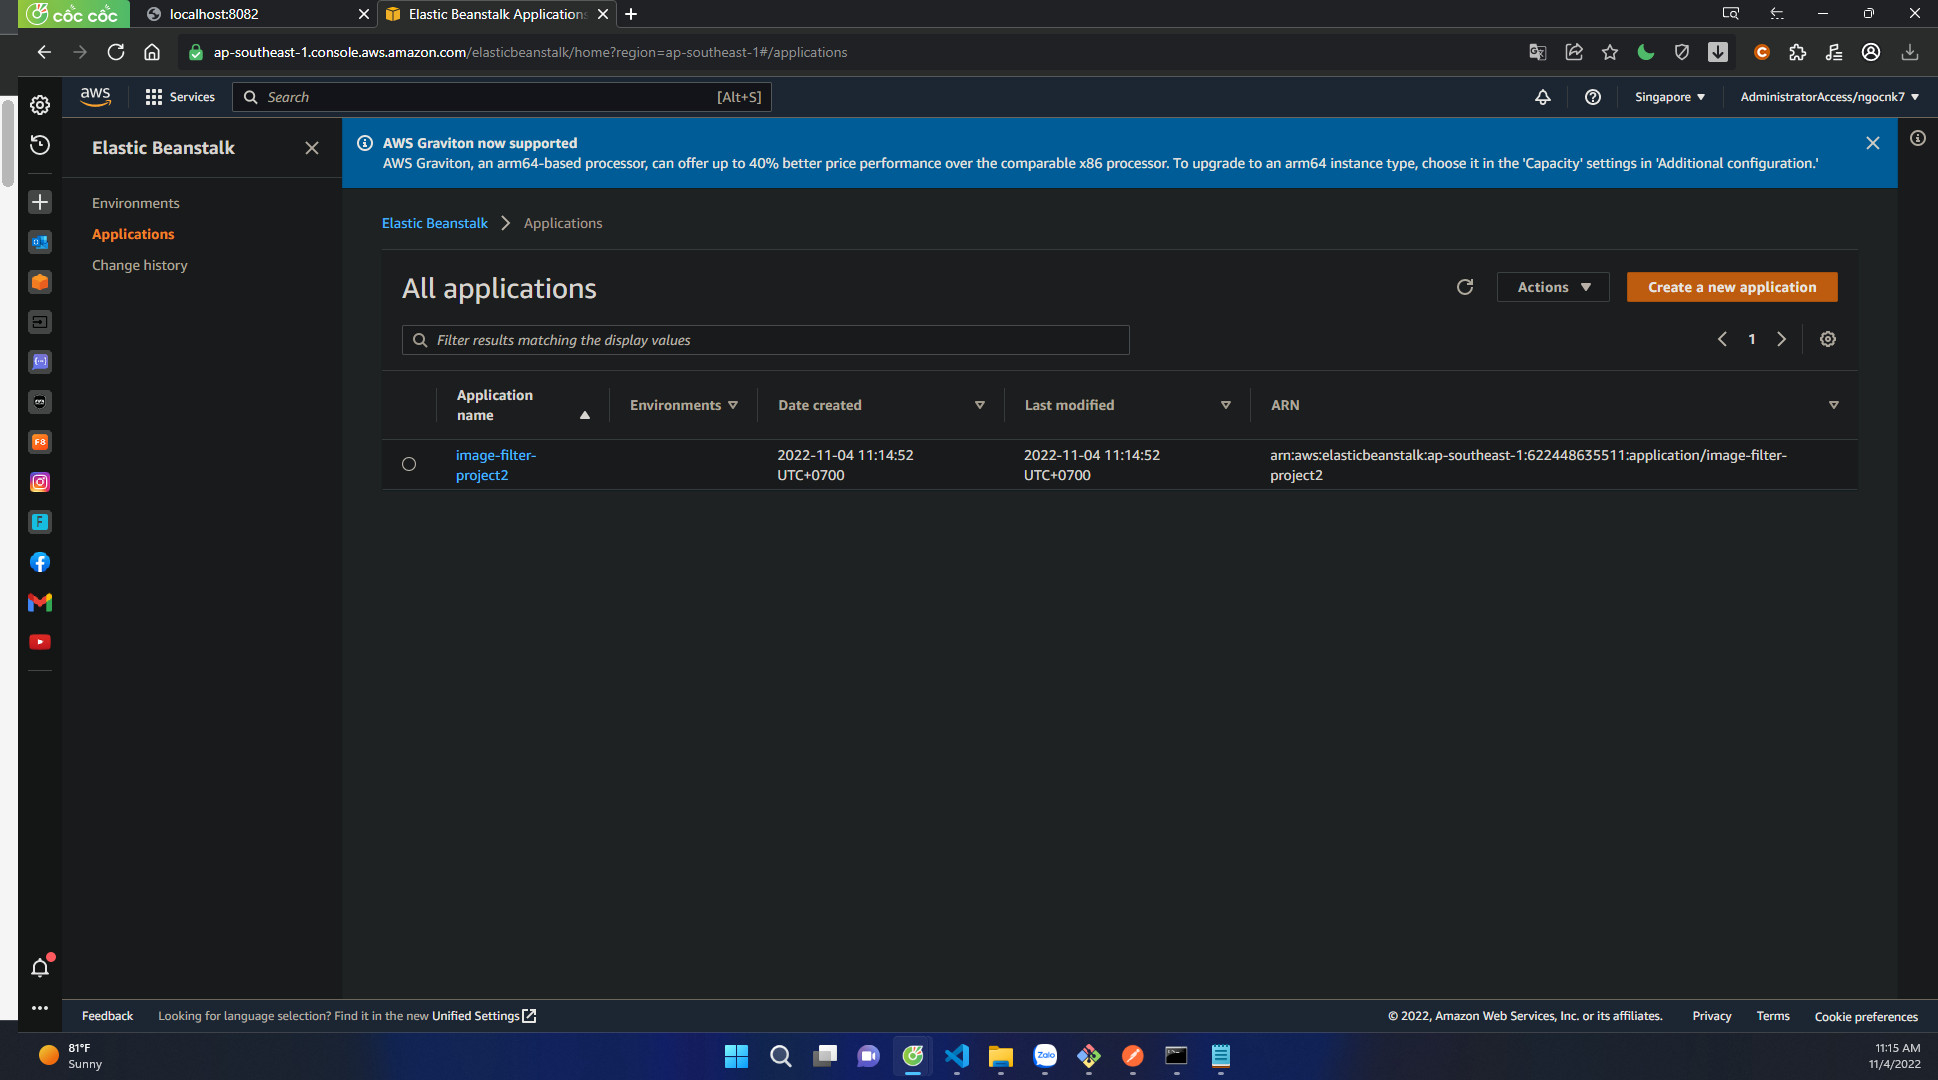 cốc cốc
localhost:8082
Elastic Beanstalk Applications
ap-southeast-1.console.aws.amazon.com/elasticbeanstalk/home?region=ap-southeast-1#/applications
aws
Services
Search
[Alt+S]
Singapore
AdministratorAccess/ngocnk7
Elastic Beanstalk
Environments
Applications
Change history
AWS Graviton now supported
AWS Graviton, an arm64-based processor, can offer up to 40% better price performance over the comparable x86 processor. To upgrade to an arm64 instance type, choose it in the 'Capacity' settings in 'Additional configuration.'
Elastic Beanstalk
Applications
All applications
Actions
Create a new application
Filter results matching the display values
1
Application
name
Environments
Date created
Last modified
ARN
image-filter-
project2
2022-11-04 11:14:52
UTC+0700
2022-11-04 11:14:52
UTC+0700
arn:aws:elasticbeanstalk:ap-southeast-1:622448635511:application/image-filter-
project2
F8
F
Feedback
Looking for language selection? Find it in the new Unified Settings
© 2022, Amazon Web Services, Inc. or its affiliates.
Privacy
Terms
Cookie preferences
81°F
Sunny
Zalo
11:15 AM
11/4/2022